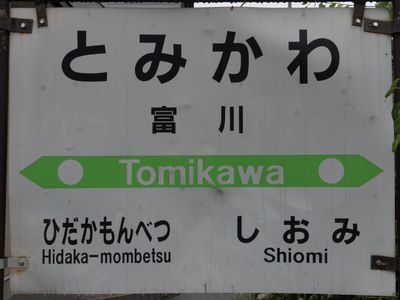 とみかわ
富川
Tomikawa
ひだかもんべつ しおみ
Hidaka-mombetsu Shiomi